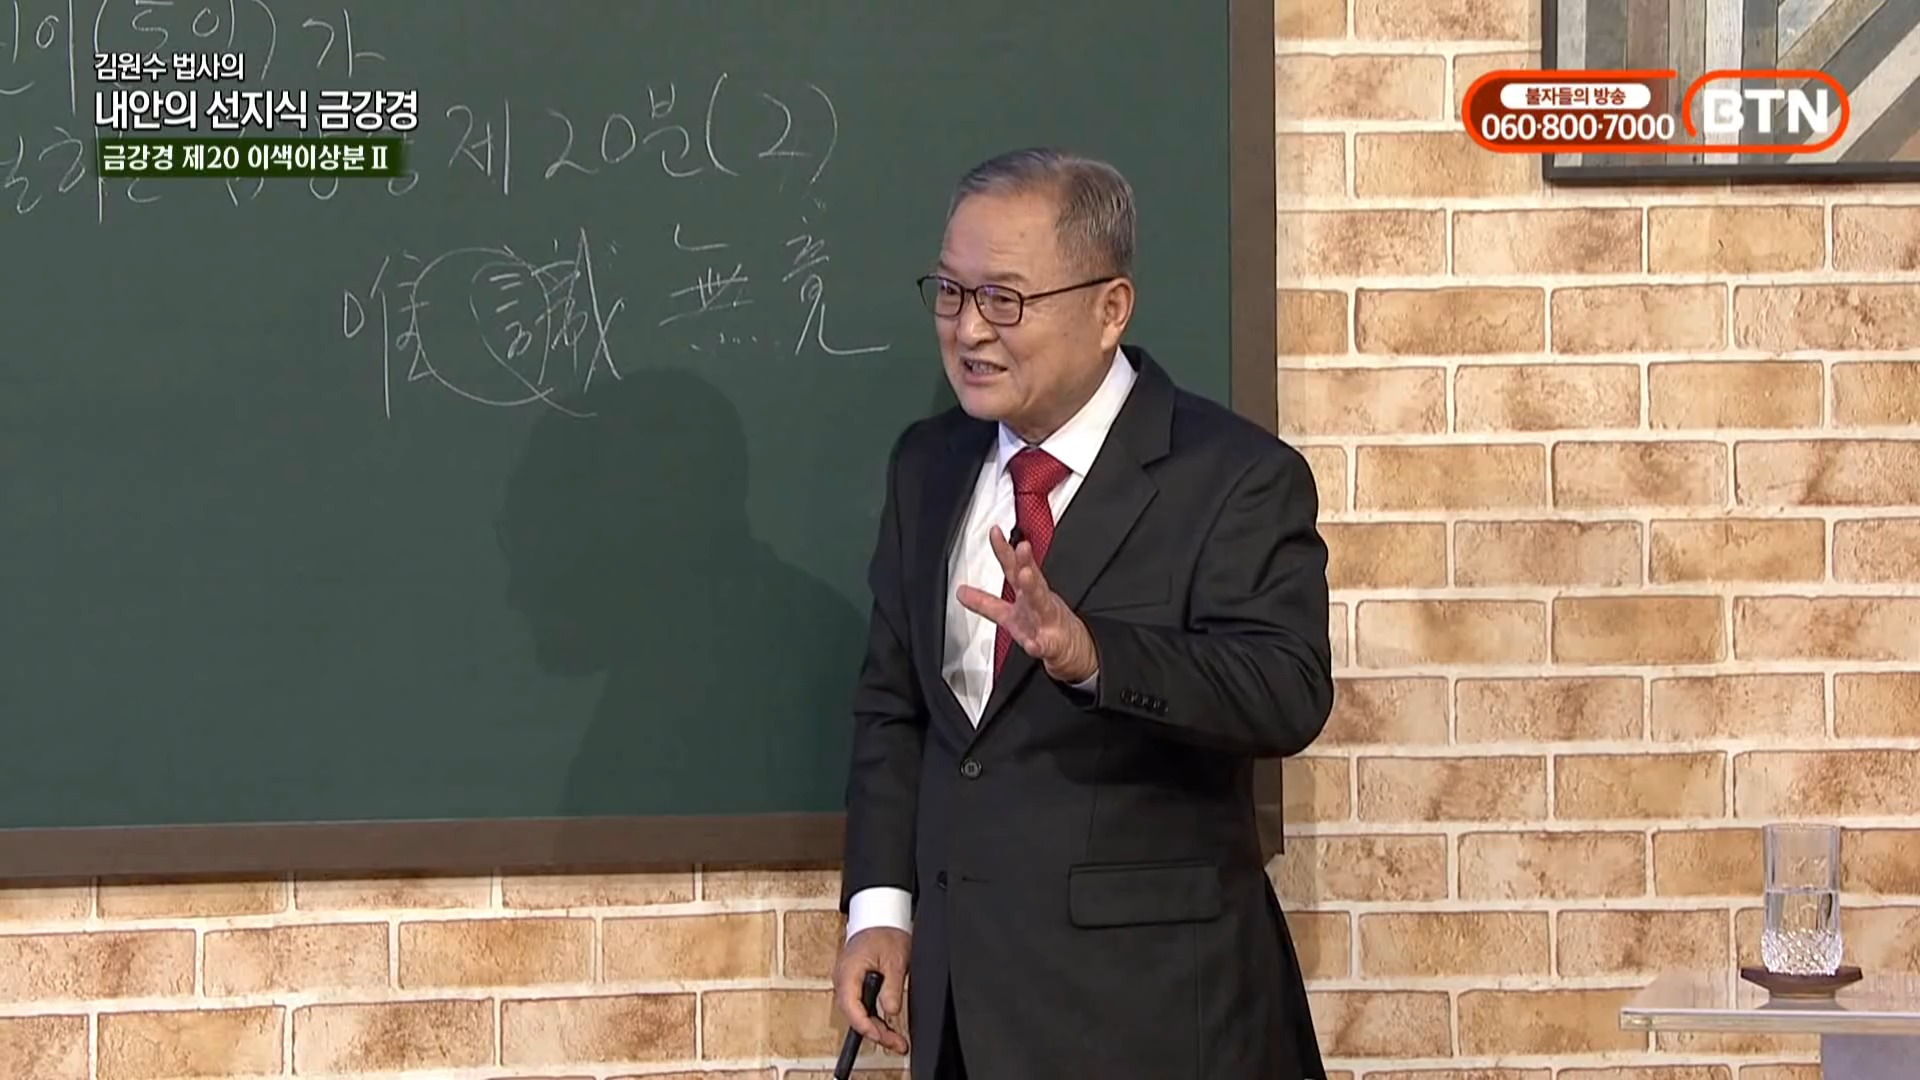 김원수 법사의
내안의 선지식 금강경
금강경 제20 이색이상분 Ⅱ
불자들의 방송
060·800·7000
BTN
가
제20분(2)
唯識無竟